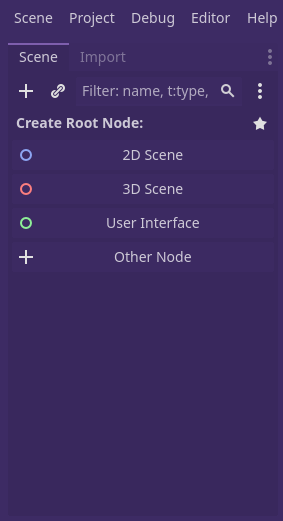 Scene Project Debug Editor Help
Scene Import
Filter: name, t:type,
Create Root Node:
2D Scene
3D Scene
User Interface
Other Node